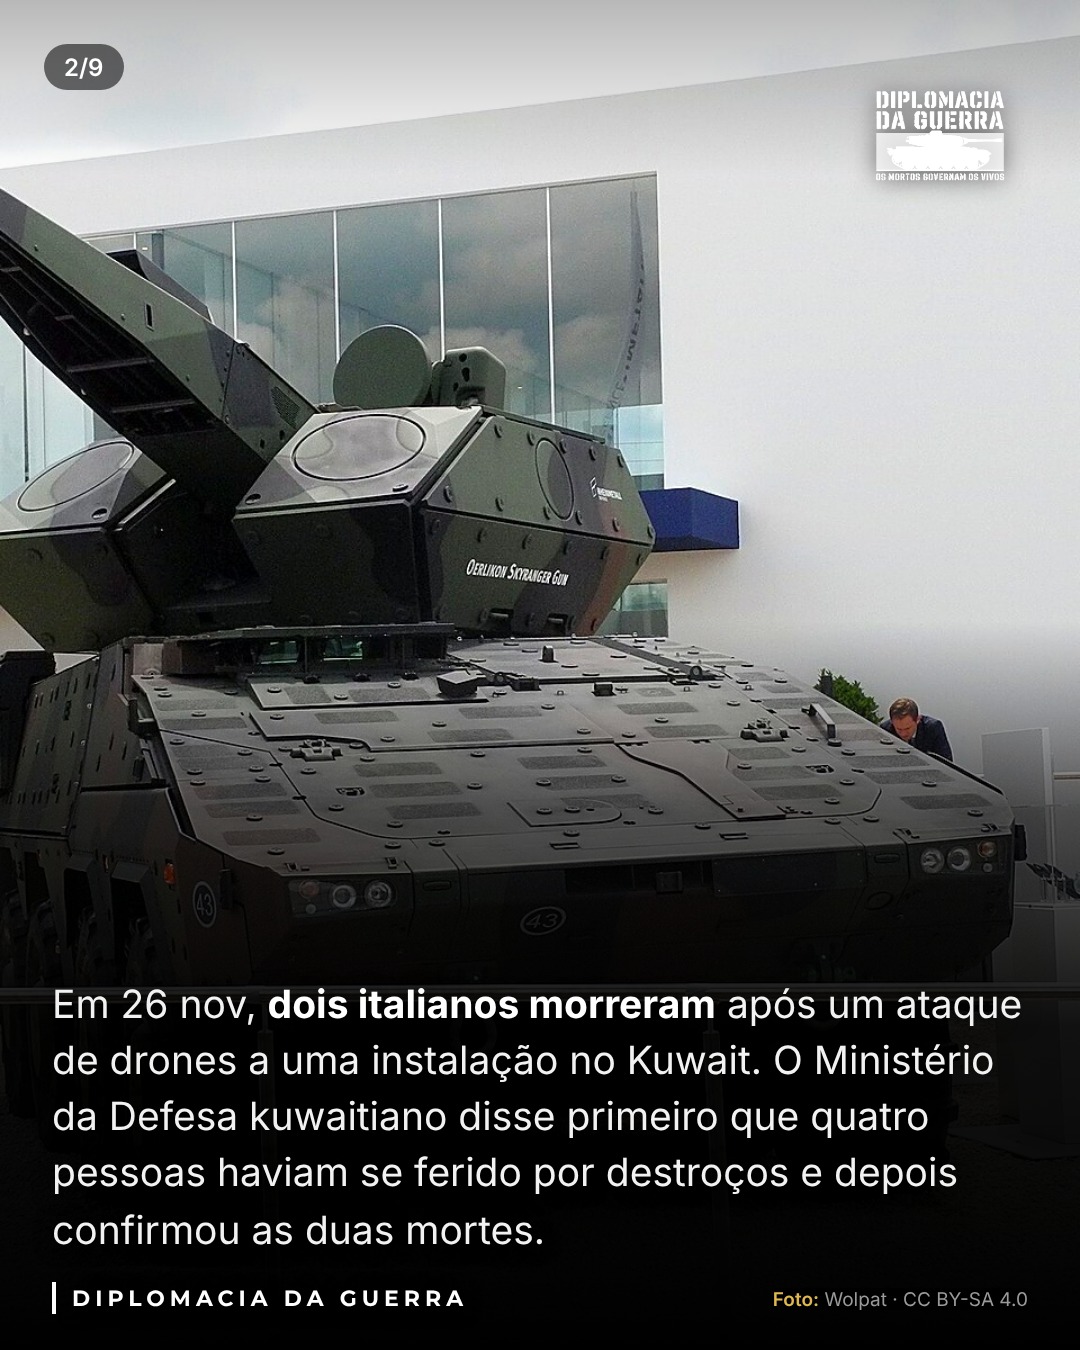 2/9
DIPLOMACIA
DA GUERRA
OS MORTOS GOVERNAM OS VIVOS
RHEINMETALL
OERLIKON SKYRANGER GUN
43
43
Em 26 nov, dois italianos morreram após um ataque
de drones a uma instalação no Kuwait. O Ministério
da Defesa kuwaitiano disse primeiro que quatro
pessoas haviam se ferido por destroços e depois
confirmou as duas mortes.
DIPLOMACIA DA GUERRA
Foto: Wolpat · CC BY-SA 4.0